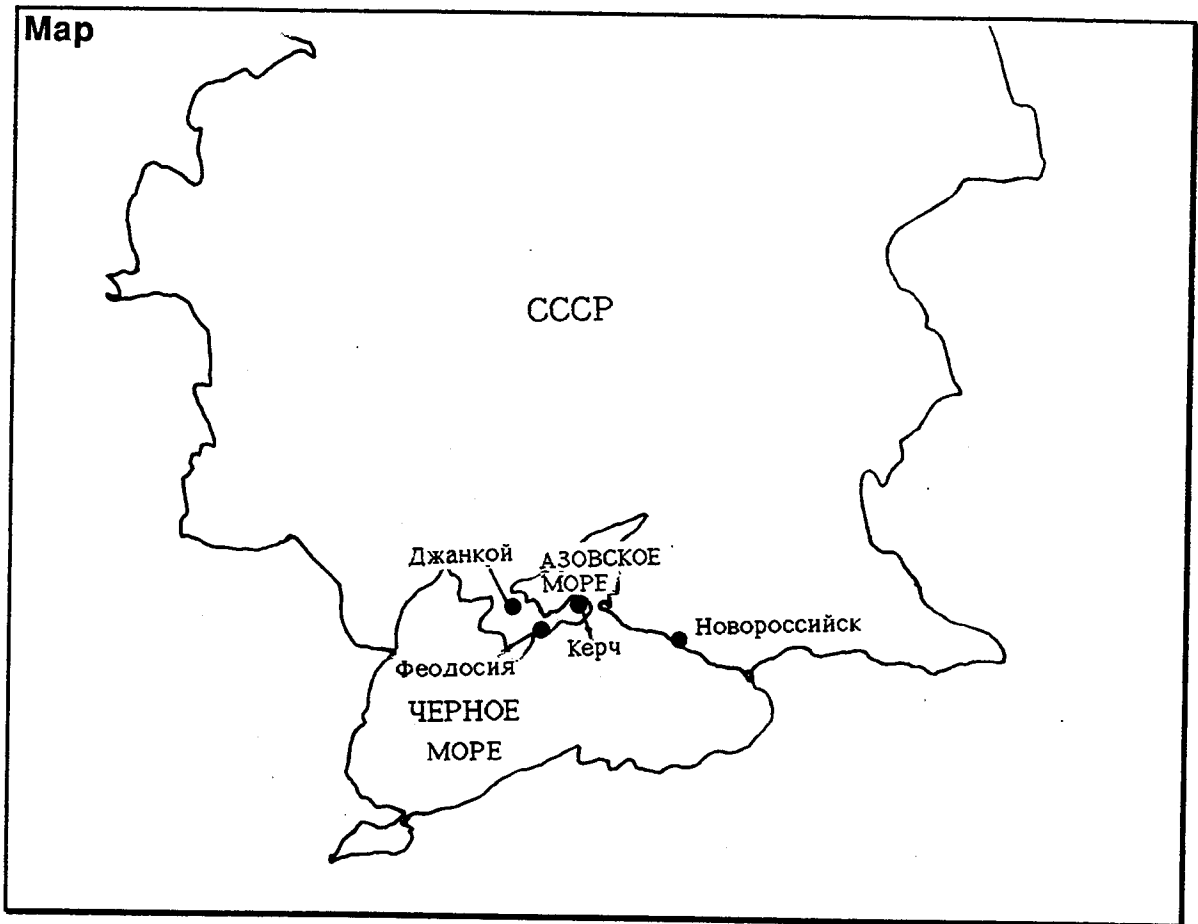 Map
СССР
Джанкой
АЗОВСКОЕ
МОРЕ
Новороссийск
Керч
Феодосия
ЧЕРНОЕ
МОРЕ